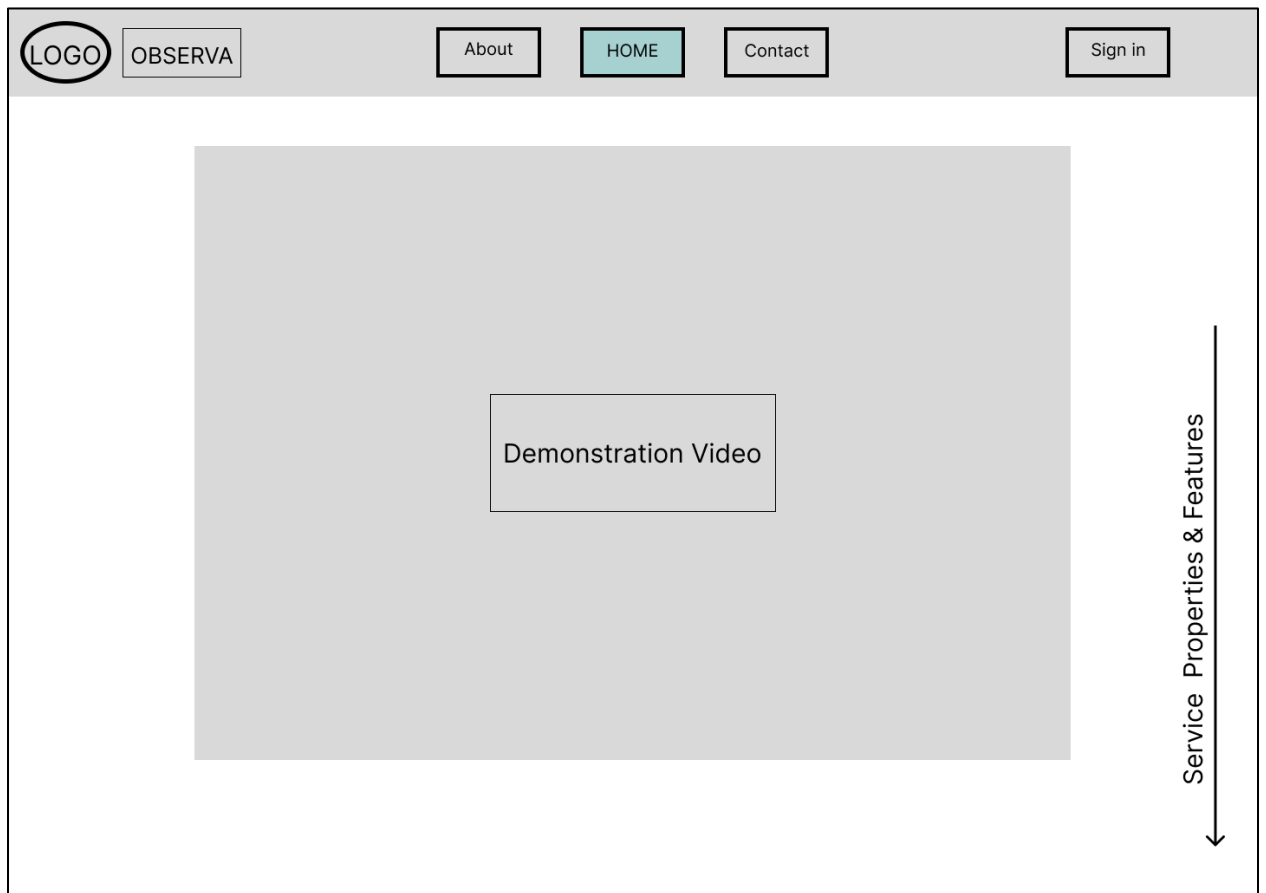 LOGO
OBSERVA
About
HOME
Contact
Sign in
Demonstration Video
Service Properties & Features